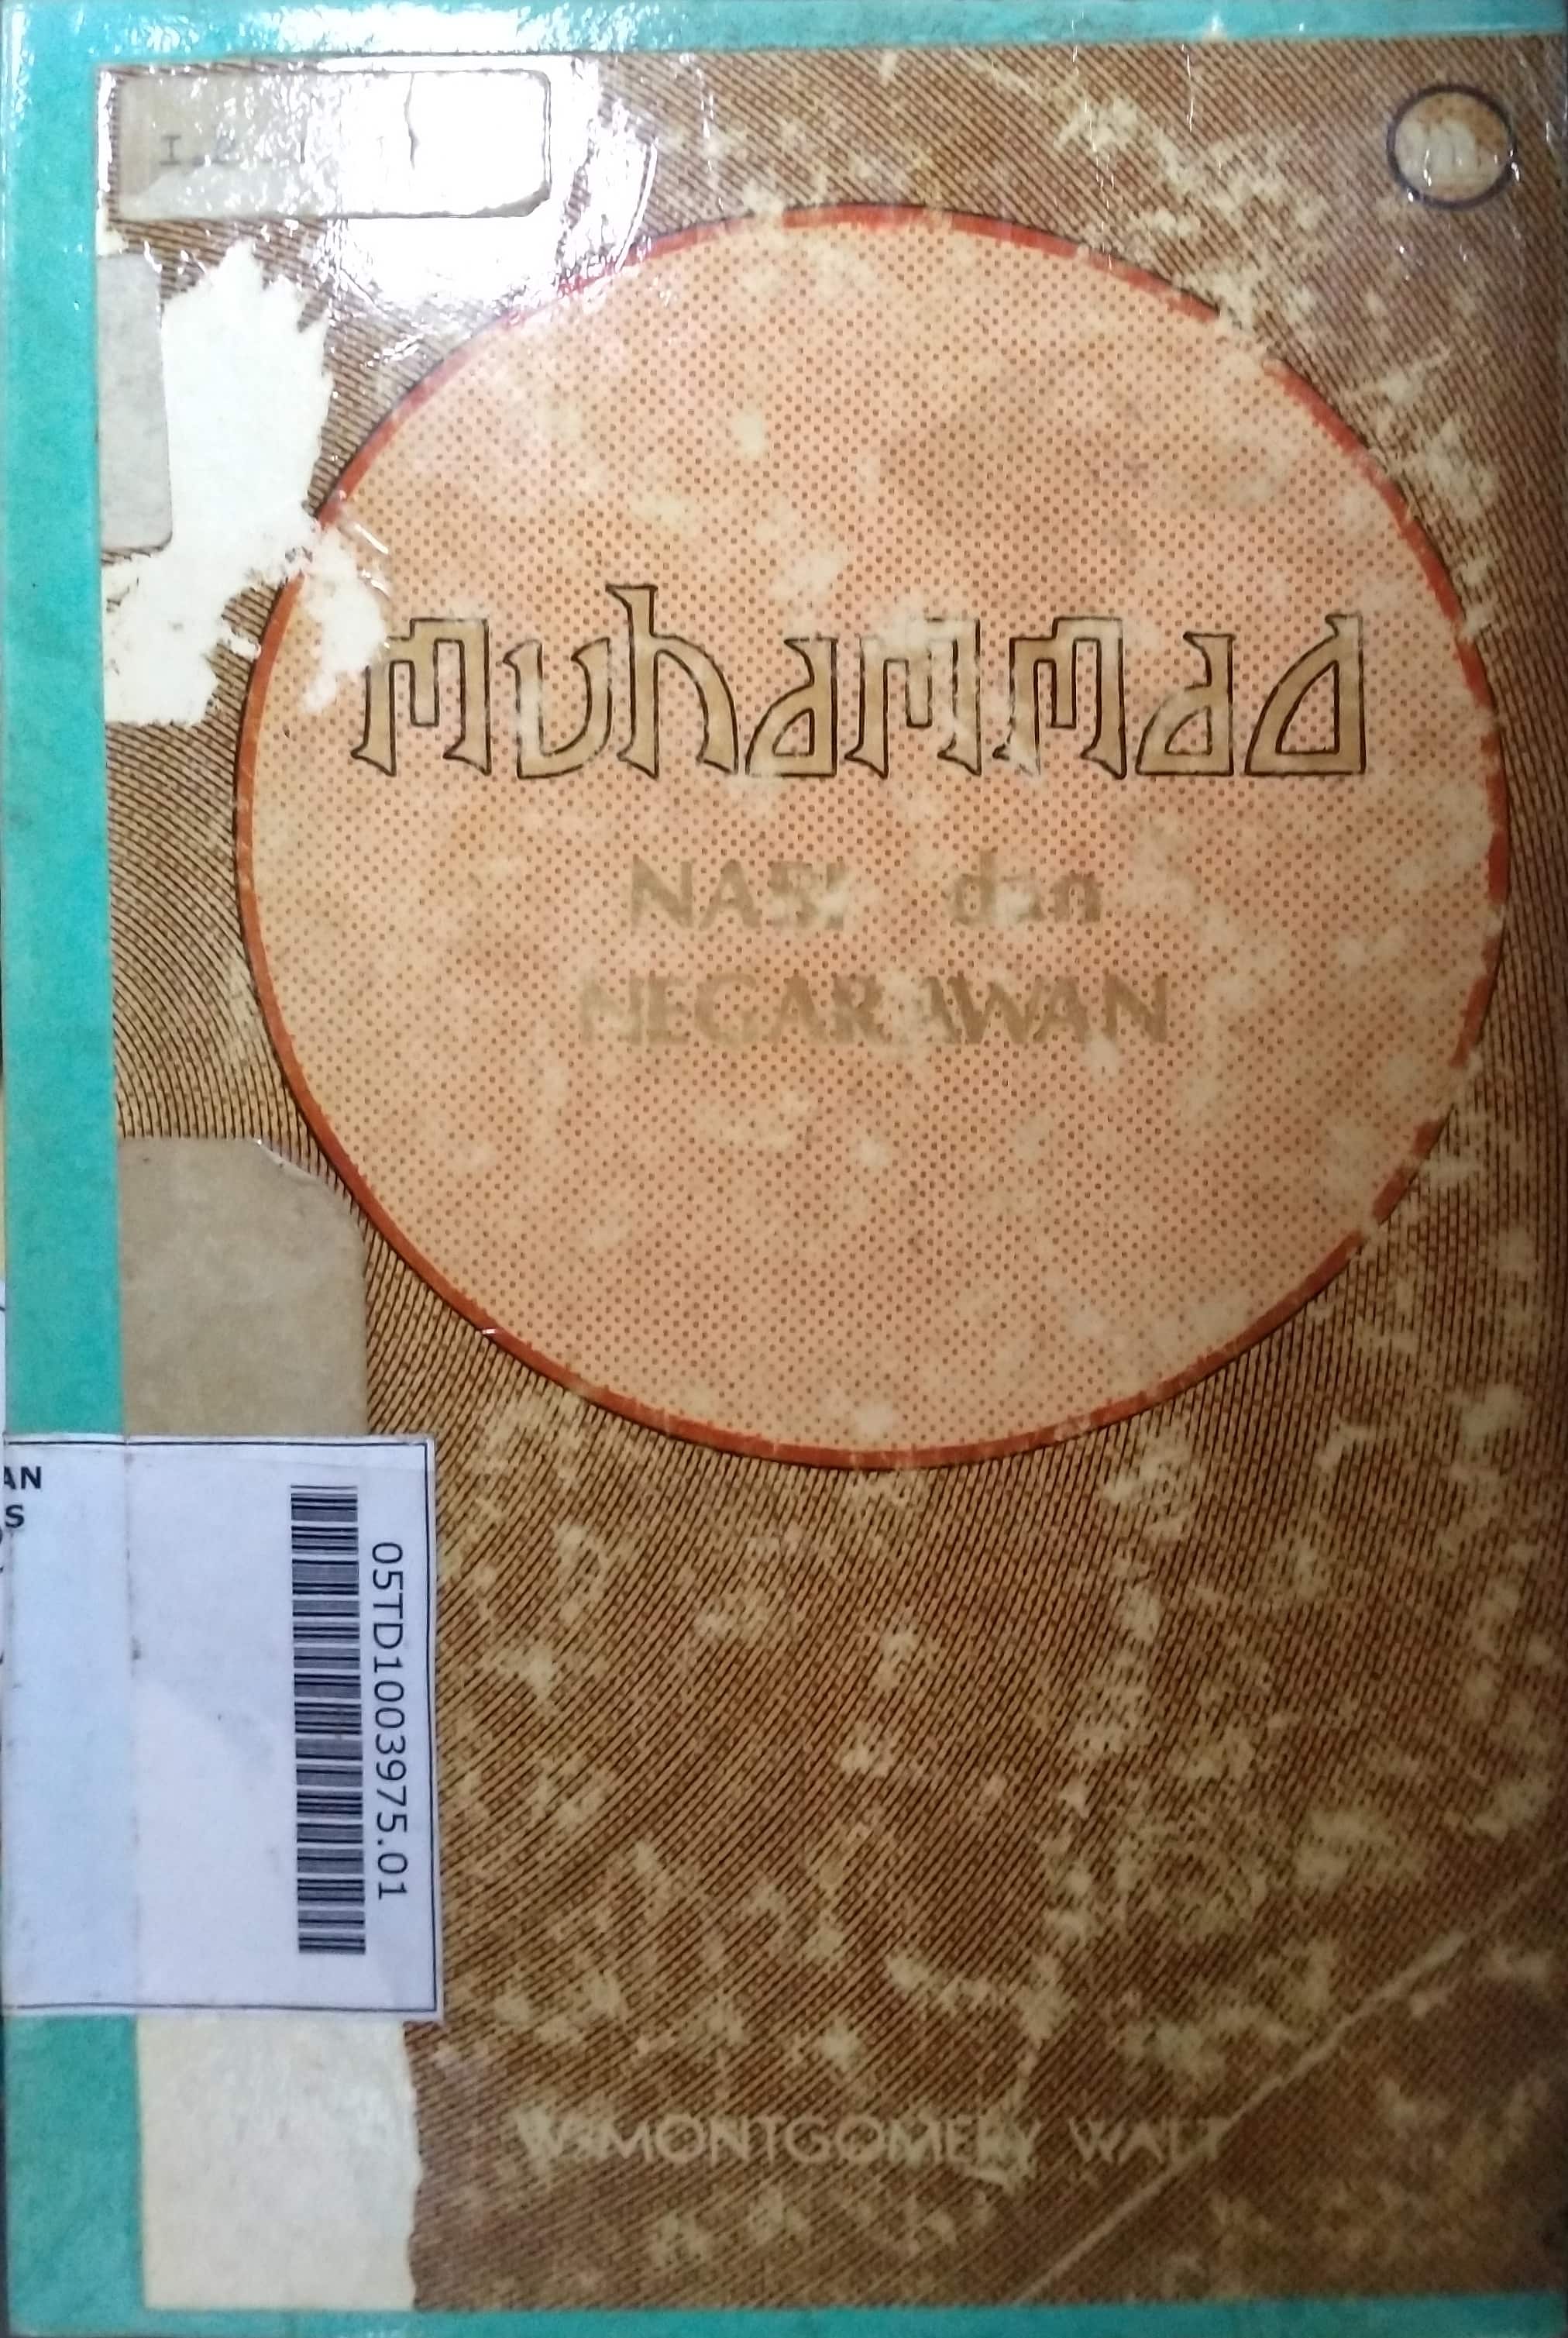 muhammad
NABI dan
NEGARAWAN
AN
S
05TD1003975.01
W. MONTGOMERY WATT